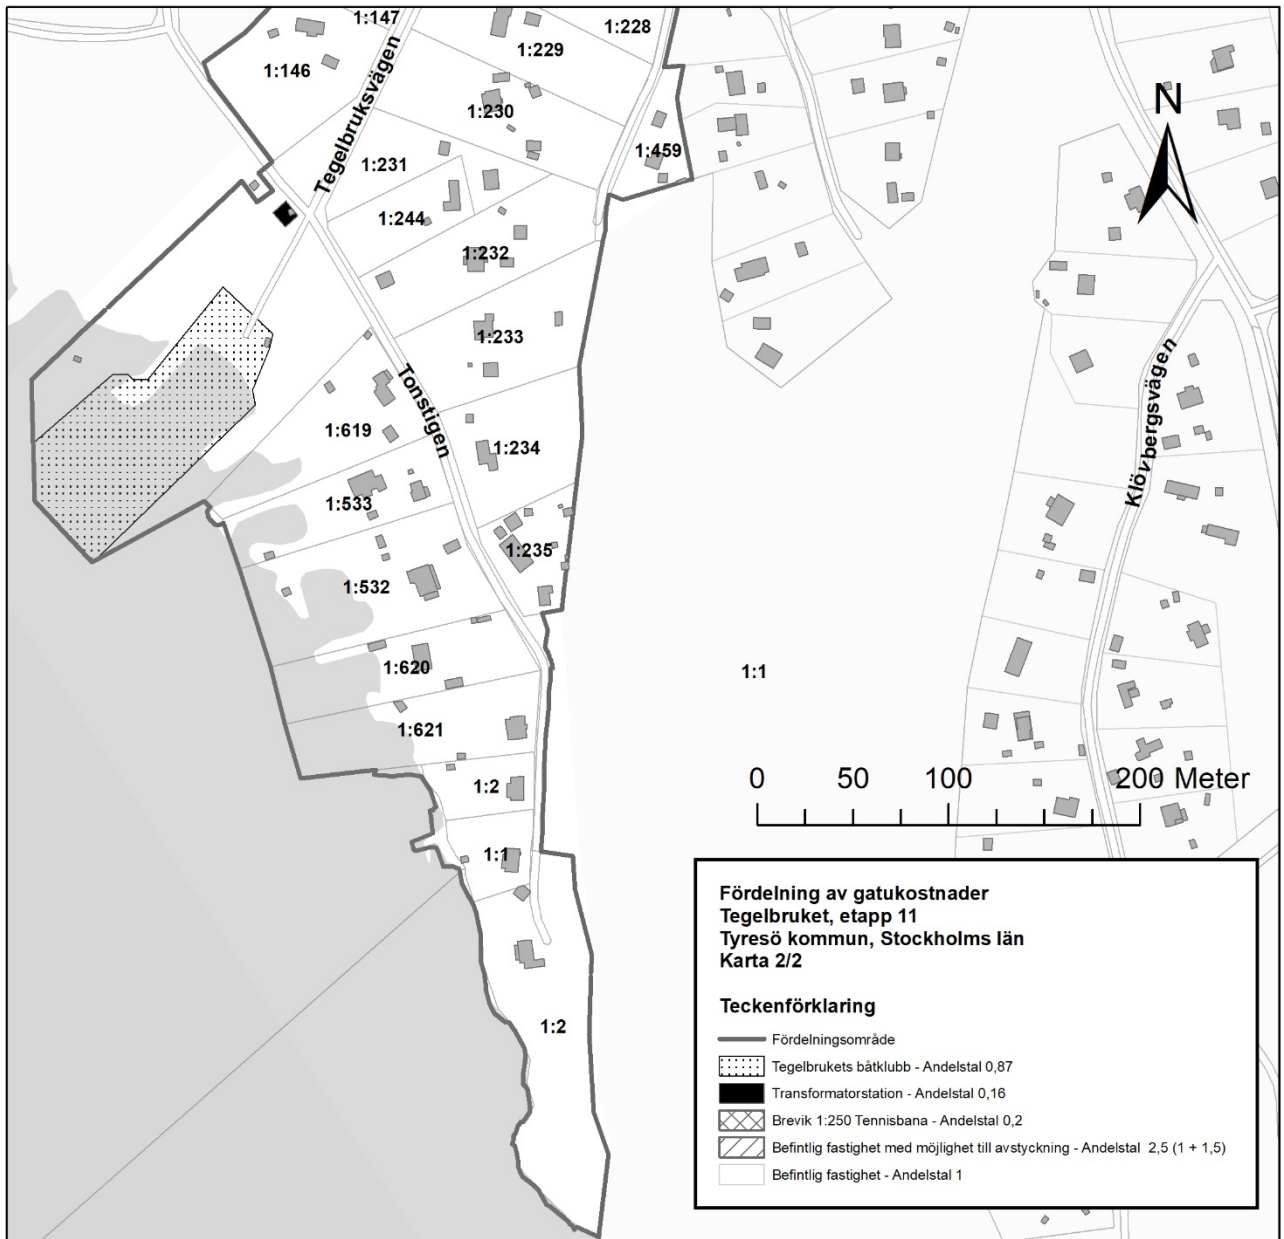 1:147
1:228
1:229
1:146
Tegelbruksvägen
1:230
N
1:459
1:231
1:244
1:232
1:233
Tonstigen
Klövbergsvägen
1:619
1:234
1:533
1:235
1:532
1:620
1:1
1:621
0 50 100 200 Meter
1:2
1:1
1:2
Fördelning av gatukostnader
Tegelbruket, etapp 11
Tyresö kommun, Stockholms län
Karta 2/2
Teckenförklaring
Fördelningsområde
Tegelbrukets båtklubb - Andelstal 0,87
Transformatorstation - Andelstal 0,16
Brevik 1:250 Tennisbana - Andelstal 0,2
Befintlig fastighet med möjlighet till avstyckning - Andelstal 2,5 (1 + 1,5)
Befintlig fastighet - Andelstal 1